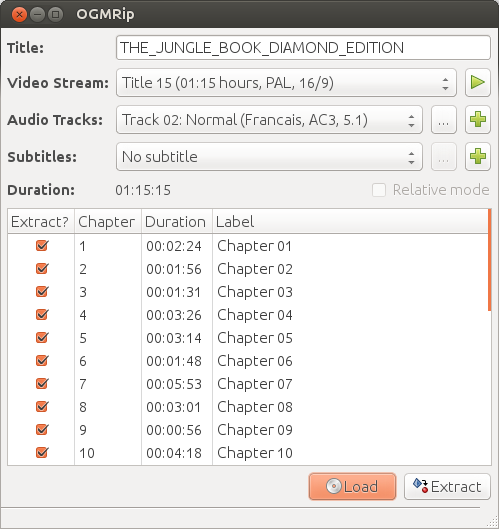 OGMRip
Title: THE_JUNGLE_BOOK_DIAMOND_EDITION
Video Stream: Title 15 (01:15 hours, PAL, 16/9)
Audio Tracks: Track 02: Normal (Francais, AC3, 5.1) ...
Subtitles: No subtitle ...
Duration: 01:15:15 Relative mode
Extract? Chapter Duration Label
1 00:02:24 Chapter 01
2 00:01:56 Chapter 02
3 00:01:31 Chapter 03
4 00:03:26 Chapter 04
5 00:03:14 Chapter 05
6 00:01:48 Chapter 06
7 00:05:53 Chapter 07
8 00:03:01 Chapter 08
9 00:00:56 Chapter 09
10 00:04:18 Chapter 10
Load Extract